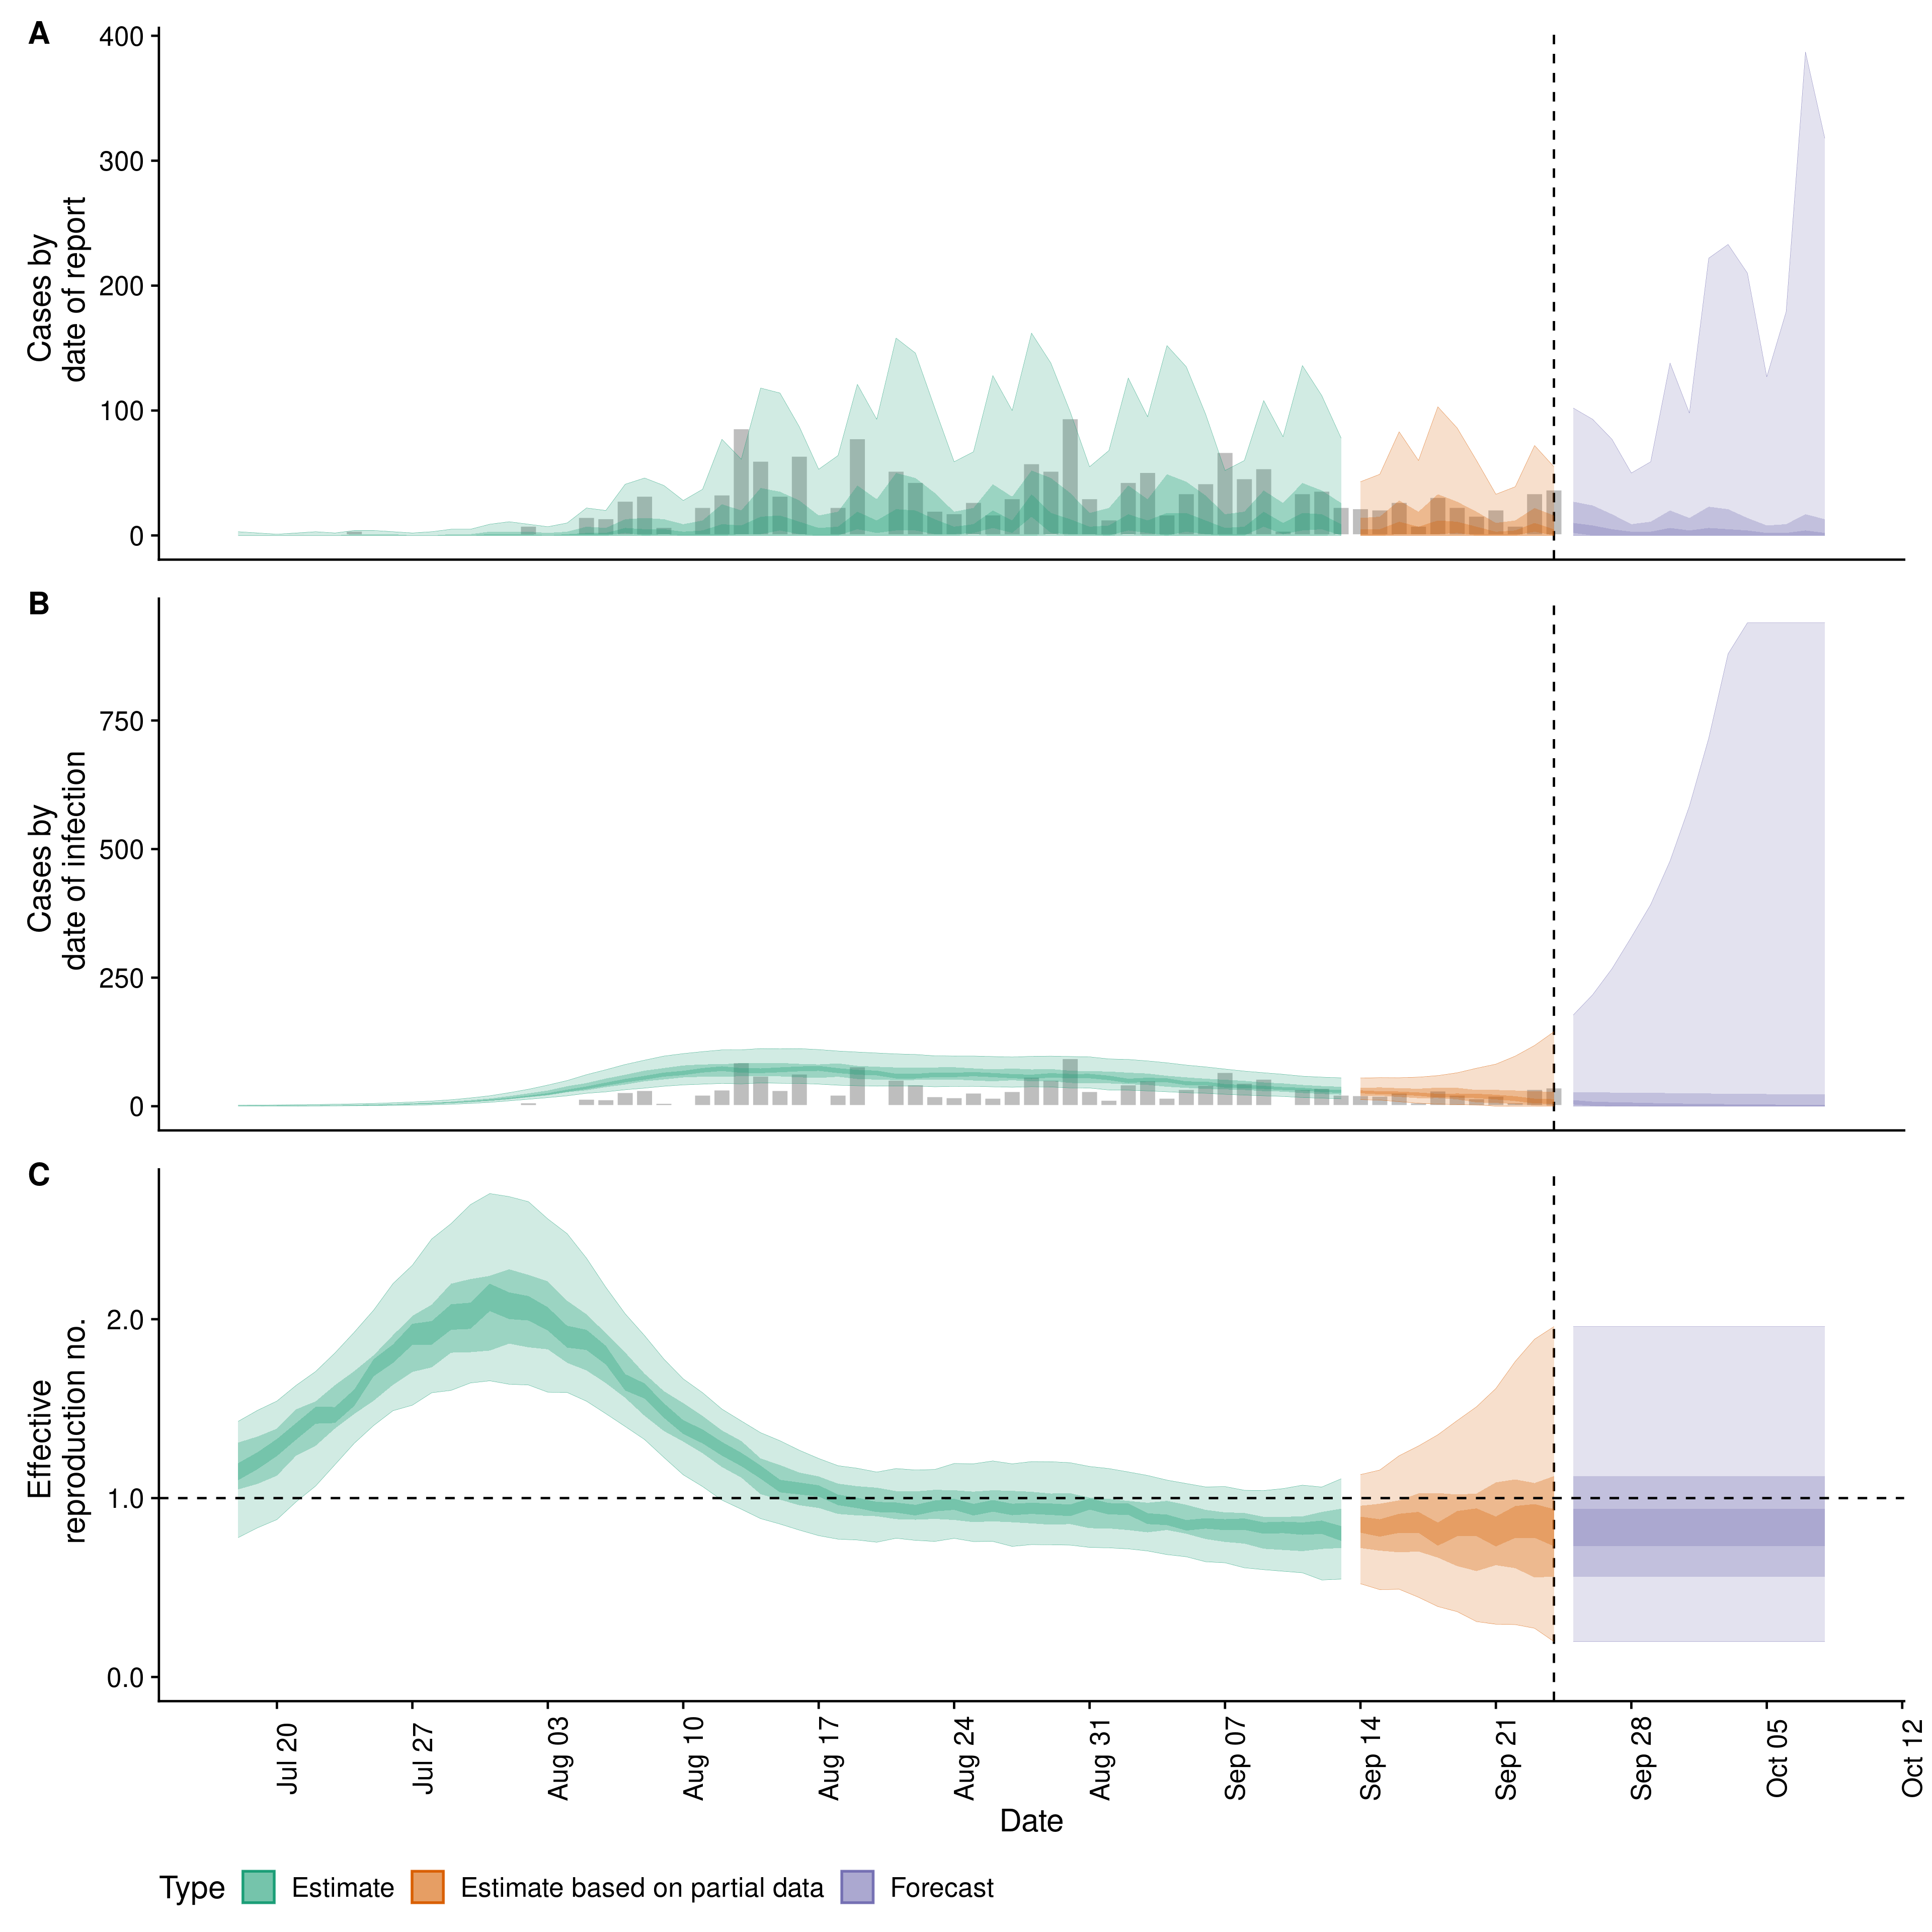 A
400
300
200
100
0
Cases by
date of report
B
750
500
250
0
Cases by
date of infection
C
2.0
1.0
0.0
Effective
reproduction no.
Jul 20
Jul 27
Aug 03
Aug 10
Aug 17
Aug 24
Aug 31
Sep 07
Sep 14
Sep 21
Sep 28
Oct 05
Oct 12
Date
Type Estimate Estimate based on partial data Forecast